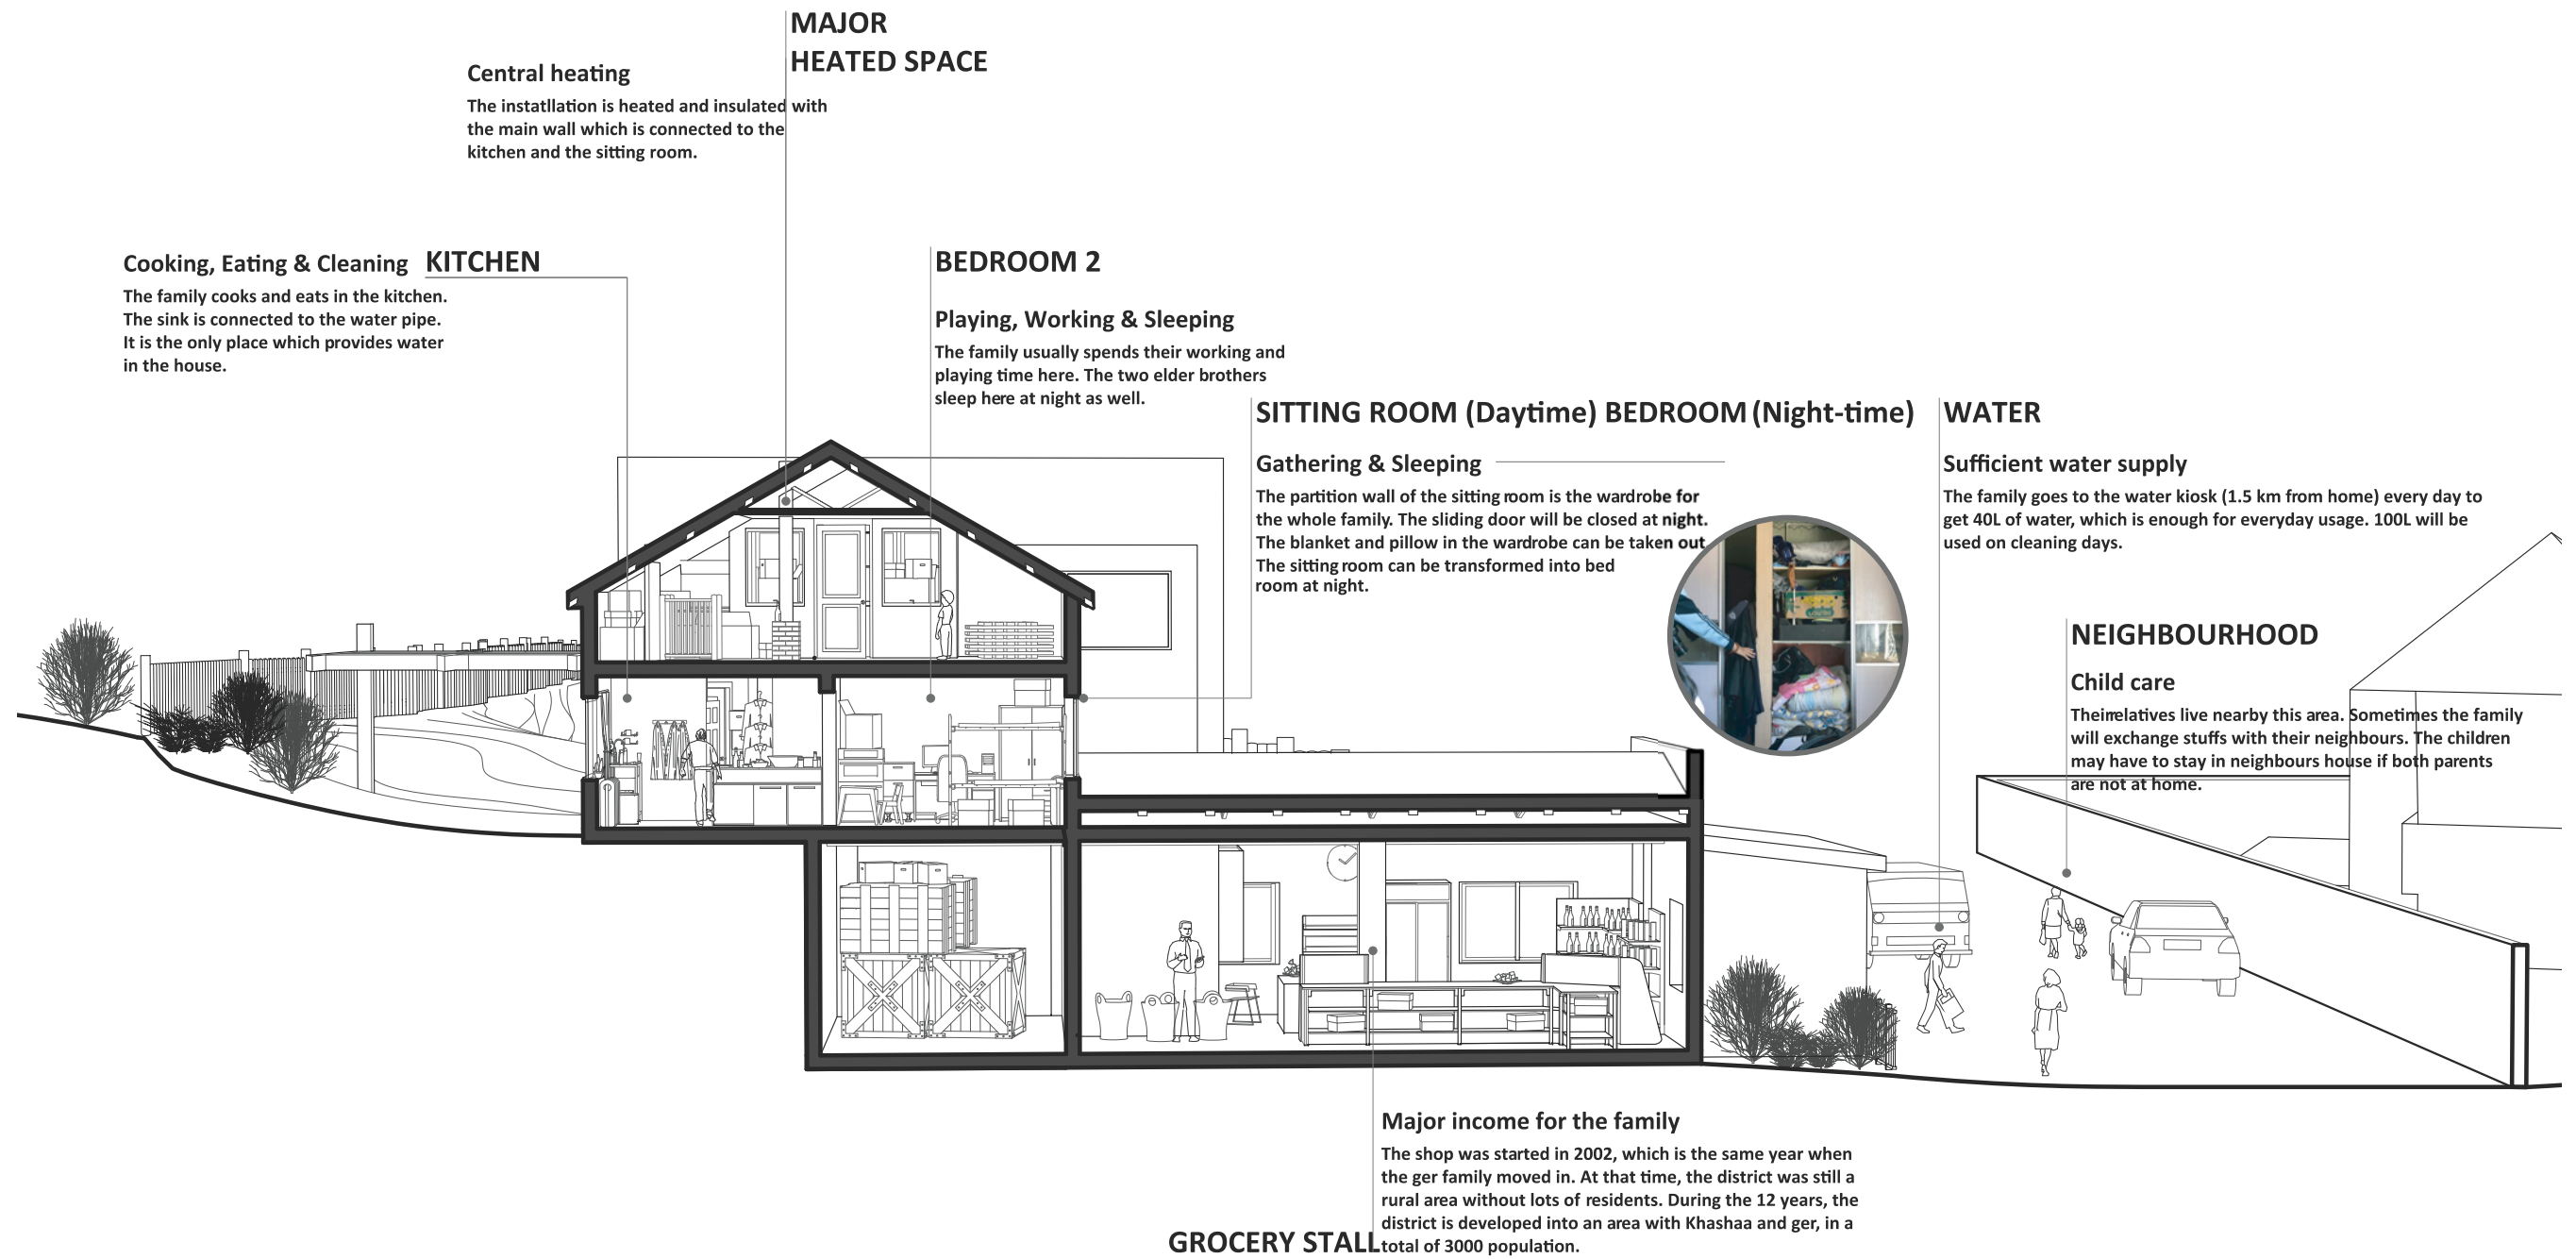 MAJOR
HEATED SPACE
Central heating
The instatllation is heated and insulated with
the main wall which is connected to the
kitchen and the sitting room.
Cooking, Eating & Cleaning KITCHEN
The family cooks and eats in the kitchen.
The sink is connected to the water pipe.
It is the only place which provides water
in the house.
BEDROOM 2
Playing, Working & Sleeping
The family usually spends their working and
playing time here. The two elder brothers
sleep here at night as well.
SITTING ROOM (Daytime) BEDROOM (Night-time)
Gathering & Sleeping
The partition wall of the sitting room is the wardrobe for
the whole family. The sliding door will be closed at night.
The blanket and pillow in the wardrobe can be taken out.
The sitting room can be transformed into bed
room at night.
WATER
Sufficient water supply
The family goes to the water kiosk (1.5 km from home) every day to
get 40L of water, which is enough for everyday usage. 100L will be
used on cleaning days.
NEIGHBOURHOOD
Child care
Their relatives live nearby this area. Sometimes the family
will exchange stuffs with their neighbours. The children
may have to stay in neighbours house if both parents
are not at home.
Major income for the family
The shop was started in 2002, which is the same year when
the ger family moved in. At that time, the district was still a
rural area without lots of residents. During the 12 years, the
district is developed into an area with Khashaa and ger, in a
total of 3000 population.
GROCERY STALL